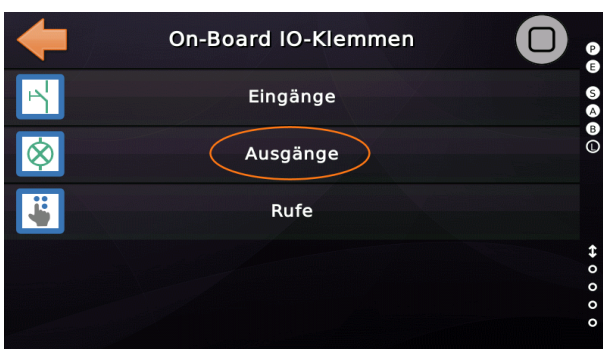 On-Board IO-Klemmen
Eingänge
Ausgänge
Rufe
P
E
S
A
B
L